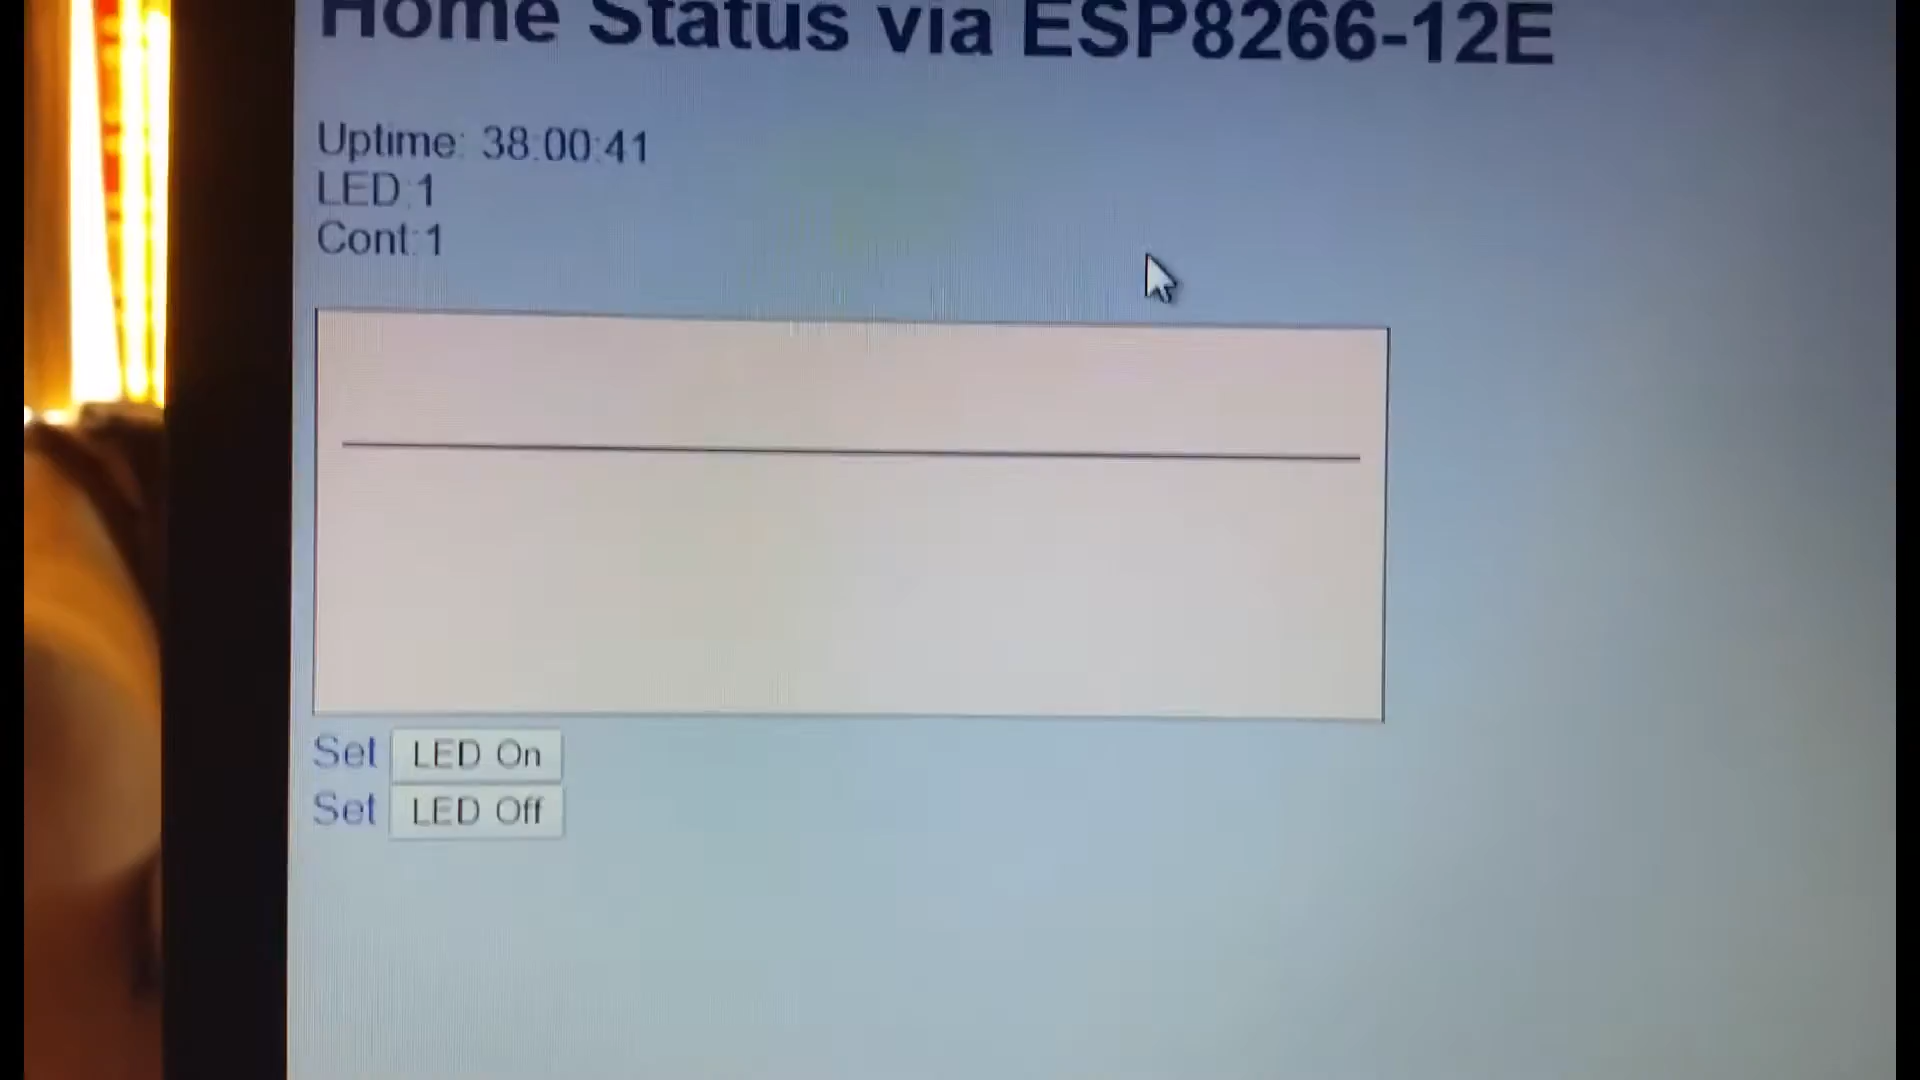 Home Status via ESP8266-12E
Uptime: 38:00:41
LED:1
Cont:1
Set LED On
Set LED Off